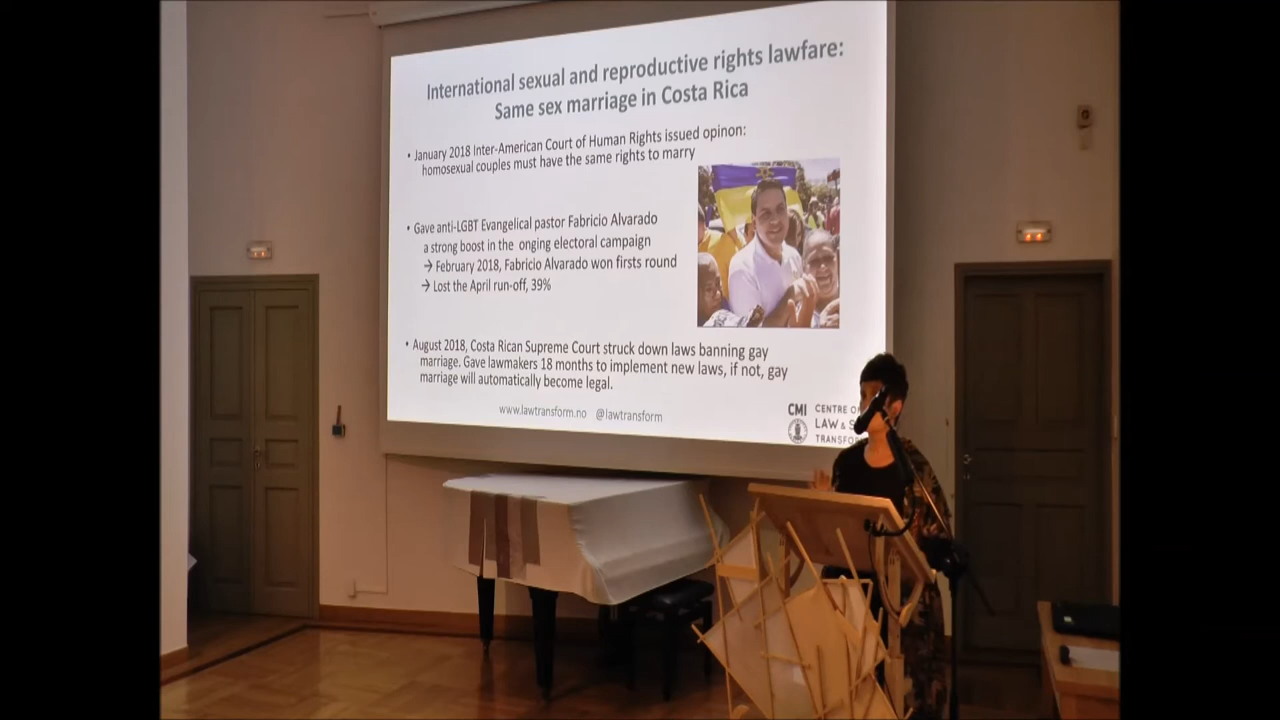 International sexual and reproductive rights lawfare:
Same sex marriage in Costa Rica
• January 2018 Inter-American Court of Human Rights issued opinon:
homosexual couples must have the same rights to marry
• Gave anti-LGBT Evangelical pastor Fabricio Alvarado
a strong boost in the onging electoral campaign
→ February 2018, Fabricio Alvarado won firsts round
→ Lost the April run-off, 39%
• August 2018, Costa Rican Supreme Court struck down laws banning gay
marriage. Gave lawmakers 18 months to implement new laws, if not, gay
marriage will automatically become legal.
www.lawtransform.no @lawtransform
CMI
CENTRE O
LAW & S
TRANSFO